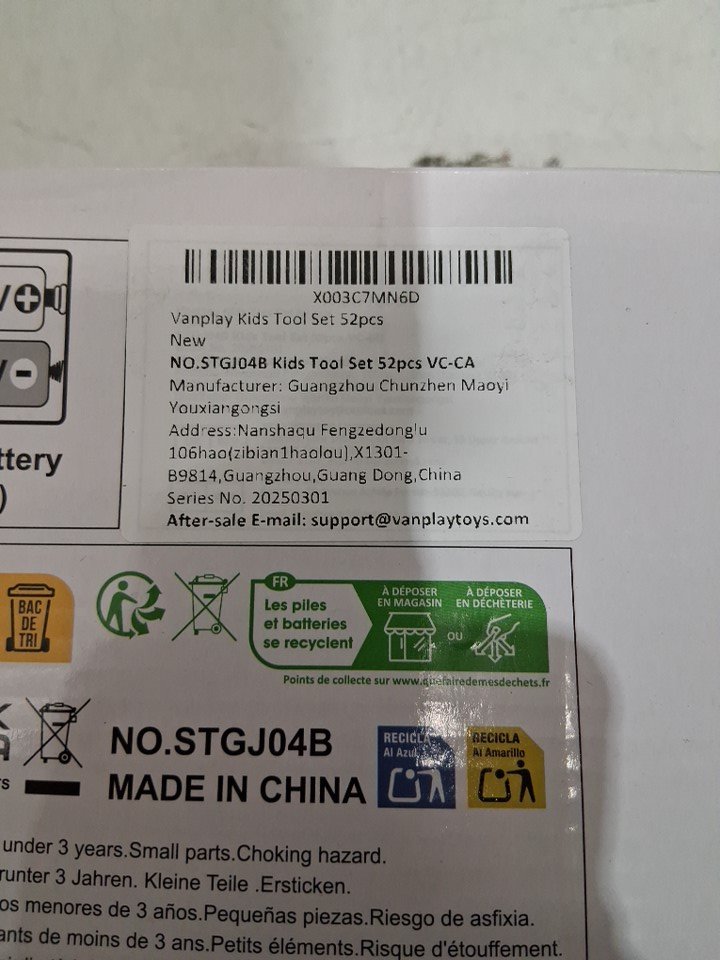 X003C7MN6D
Vanplay Kids Tool Set 52pcs
New
NO.STGJ04B Kids Tool Set 52pcs VC-CA
Manufacturer: Guangzhou Chunzhen Maoyi
Youxiangongsi
Address:Nanshaqu Fengzedonglu
106hao(zibian1haolou),X1301-
B9814,Guangzhou,Guang Dong,China
Series No. 20250301
After-sale E-mail: support@vanplaytoys.com
ttery
)
BAC
DE
TRI
FR
Les piles
et batteries
se recyclent
À DÉPOSER
EN MAGASIN
OU
À DÉPOSER
EN DÉCHÈTERIE
Points de collecte sur www.quefairedemesdechets.fr
NO.STGJ04B
MADE IN CHINA
RECICLA
Al Azul
RECICLA
Al Amarillo
under 3 years.Small parts.Choking hazard.
runter 3 Jahren. Kleine Teile .Ersticken.
os menores de 3 años.Pequeñas piezas.Riesgo de asfixia.
ants de moins de 3 ans.Petits éléments.Risque d'étouffement.